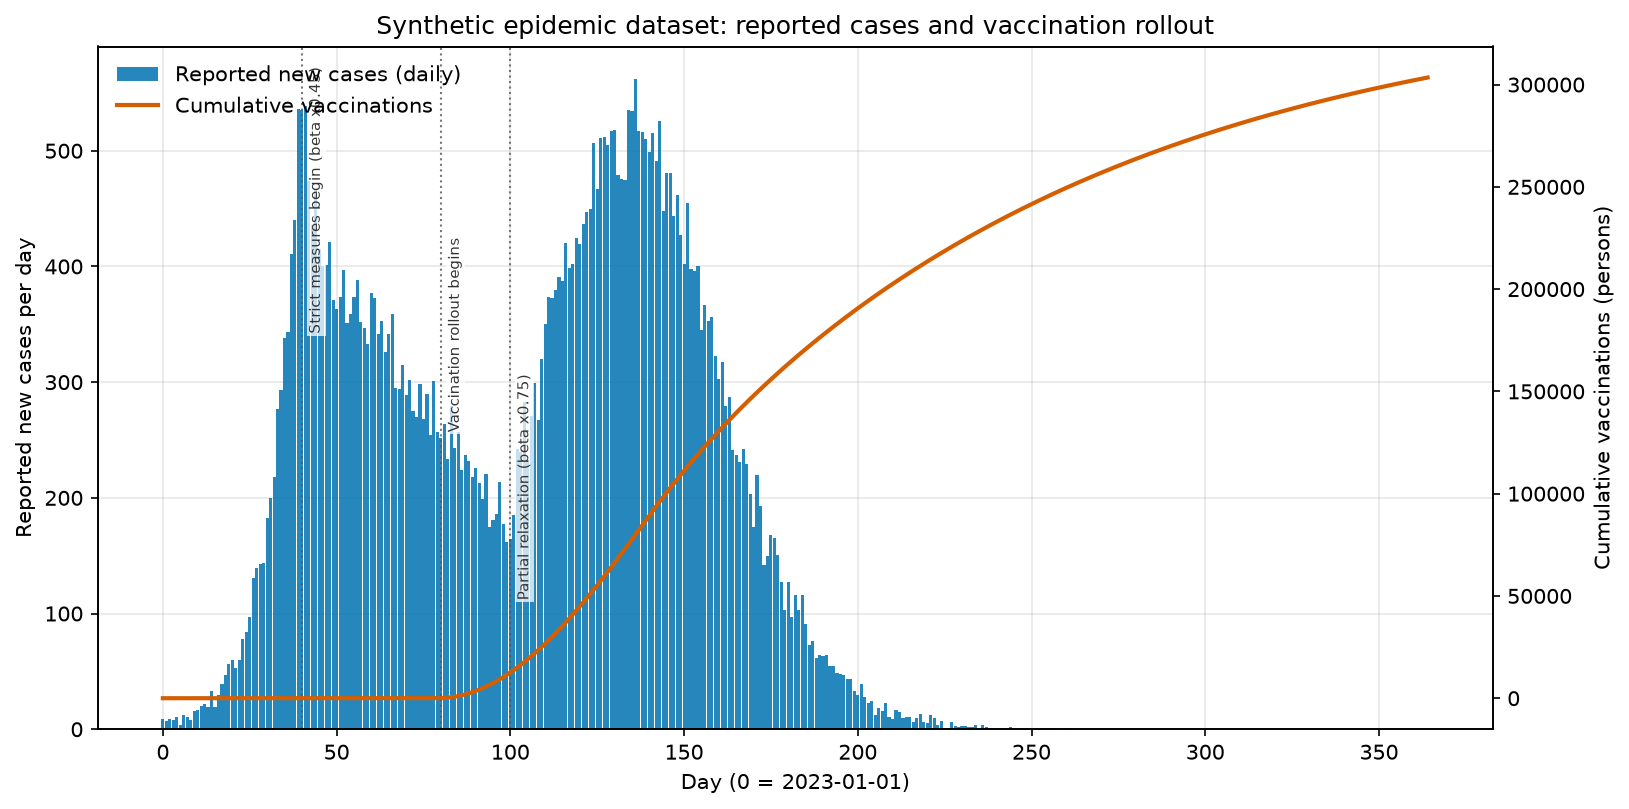 Synthetic epidemic dataset: reported cases and vaccination rollout
Reported new cases (daily)
Cumulative vaccinations
Strict measures begin (beta x0.45)
Vaccination rollout begins
Partial relaxation (beta x0.75)
Reported new cases per day
500
400
300
200
100
0
300000
250000
200000
150000
100000
50000
0
Cumulative vaccinations (persons)
0
50
100
150
200
250
300
350
Day (0 = 2023-01-01)